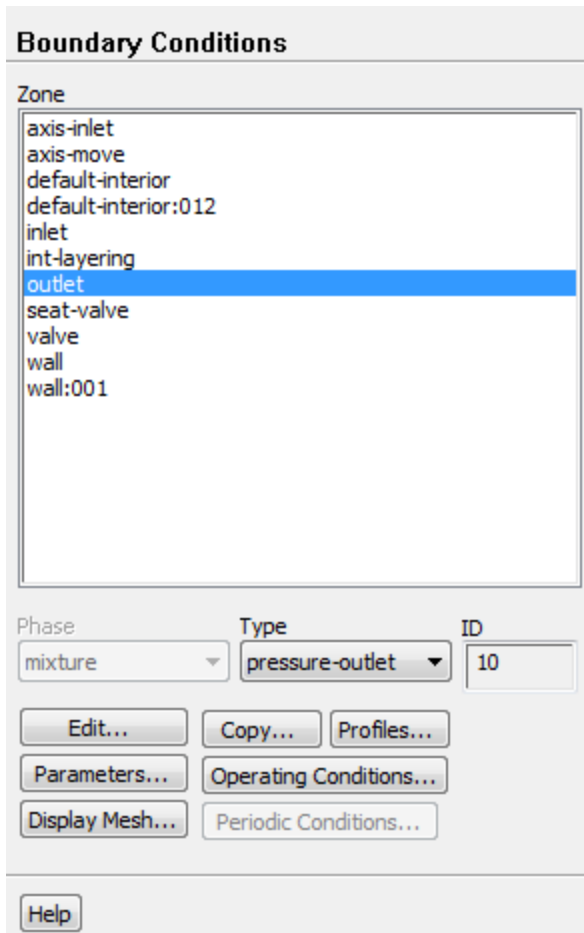 Boundary Conditions
Zone
axis-inlet
axis-move
default-interior
default-interior:012
inlet
int-layering
outlet
seat-valve
valve
wall
wall:001
Phase Type ID
mixture pressure-outlet 10
Edit... Copy... Profiles...
Parameters... Operating Conditions...
Display Mesh... Periodic Conditions...
Help